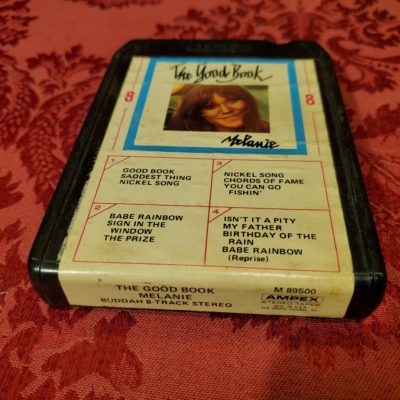 The Good Book
8
8
Melanie
1
GOOD BOOK
SADDEST THING
NICKEL SONG
3
NICKEL SONG
CHORDS OF FAME
YOU CAN GO
FISHIN'
2
BABE RAINBOW
SIGN IN THE
WINDOW
THE PRIZE
4
ISN'T IT A PITY
MY FATHER
BIRTHDAY OF THE
RAIN
BABE RAINBOW
(Reprise)
THE GOOD BOOK
MELANIE
BUDDAH 8-TRACK STEREO
M 89500
AMPEX
STEREO TAPES